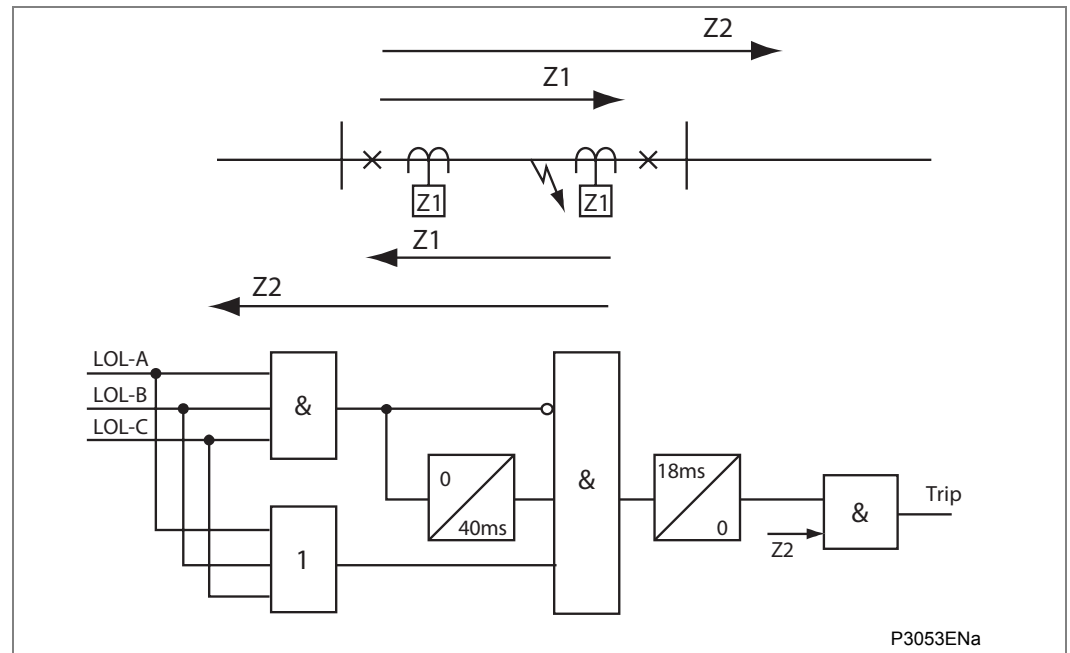 Z2
Z1
Z1
Z1
Z1
Z2
LOL-A
LOL-B
LOL-C
&
0
40ms
1
&
18ms
0
Z2
&
Trip
P3053ENa